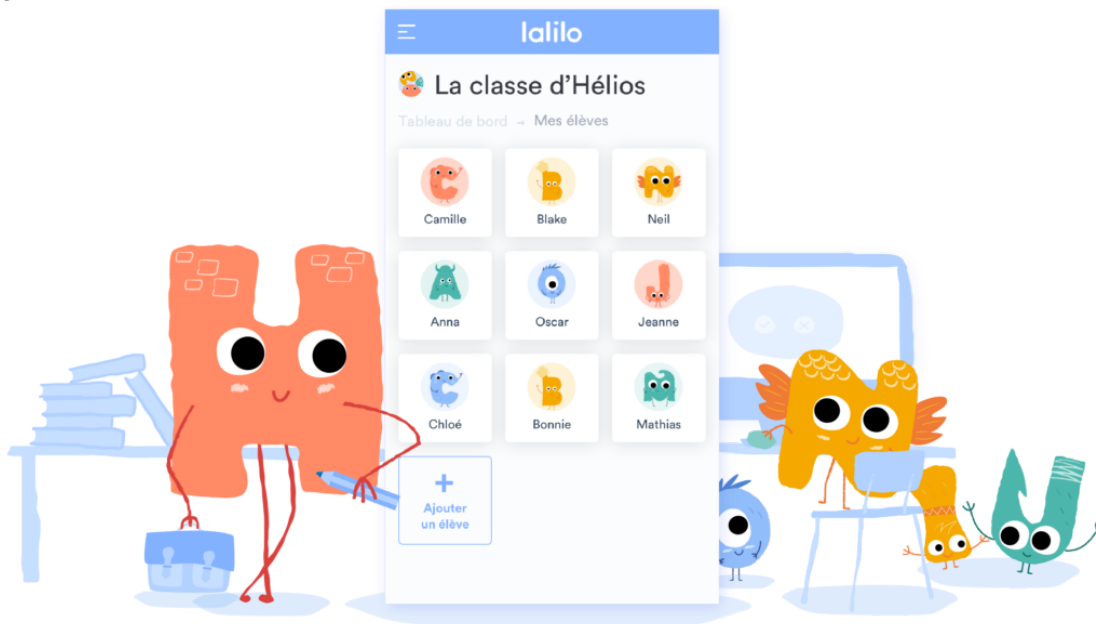 lalilo
La classe d'Hélios
Tableau de bord → Mes élèves
Camille
Blake
Neil
Anna
Oscar
Jeanne
Chloé
Bonnie
Mathias
+
Ajouter
un élève